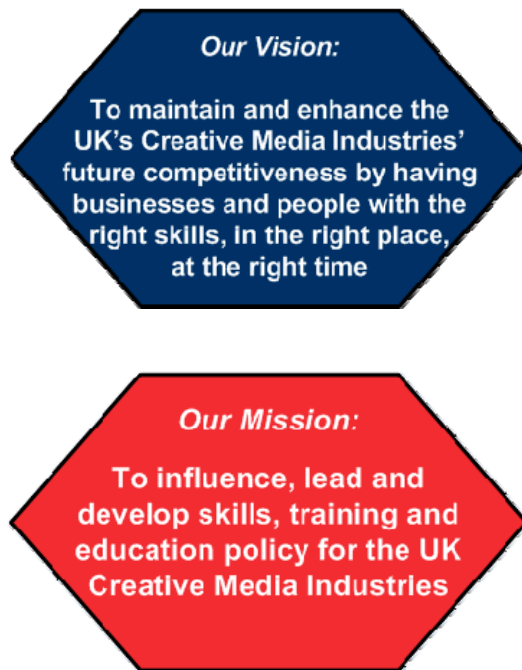 Our Vision:
To maintain and enhance the
UK's Creative Media Industries'
future competitiveness by having
businesses and people with the
right skills, in the right place,
at the right time
Our Mission:
To influence, lead and
develop skills, training and
education policy for the UK
Creative Media Industries